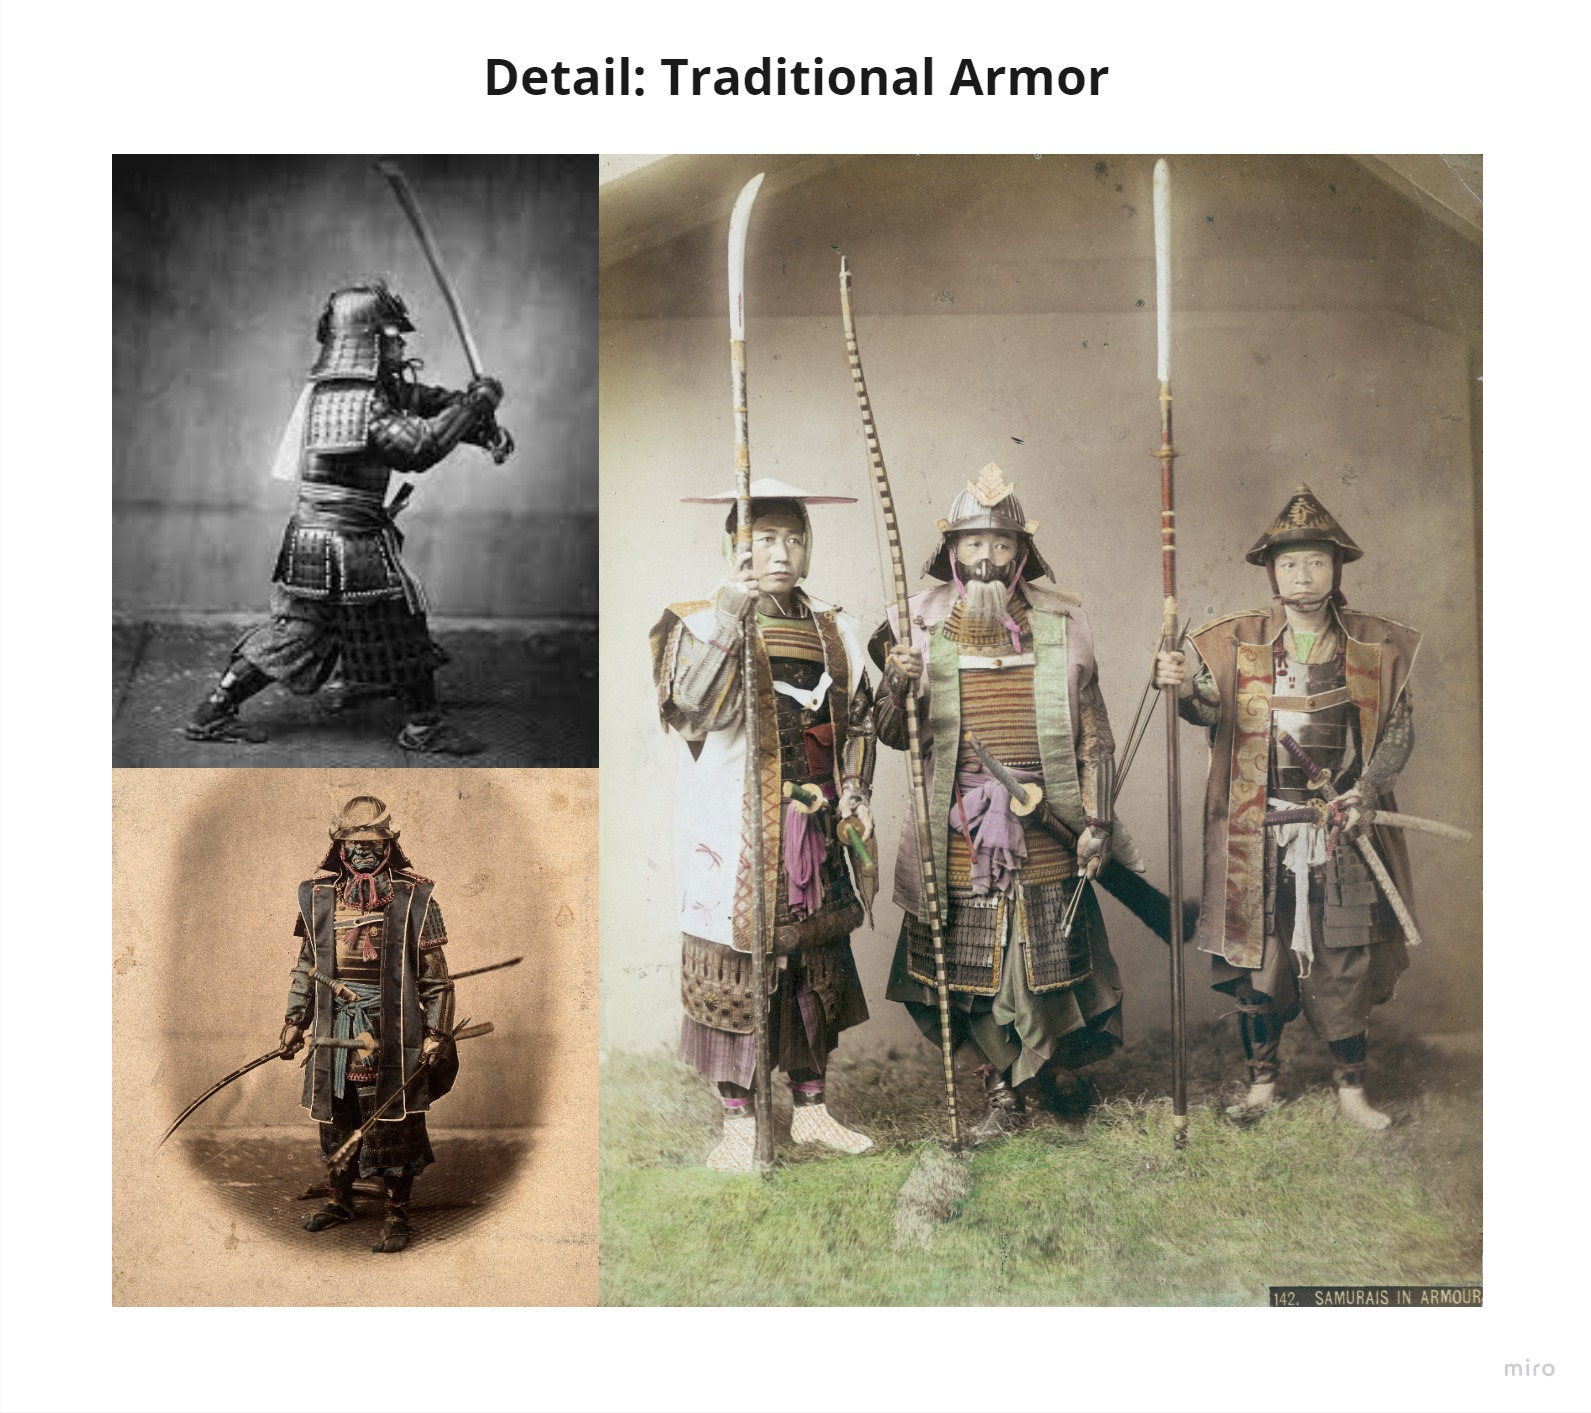 Detail: Traditional Armor
142. SAMURAIS IN ARMOUR
miro